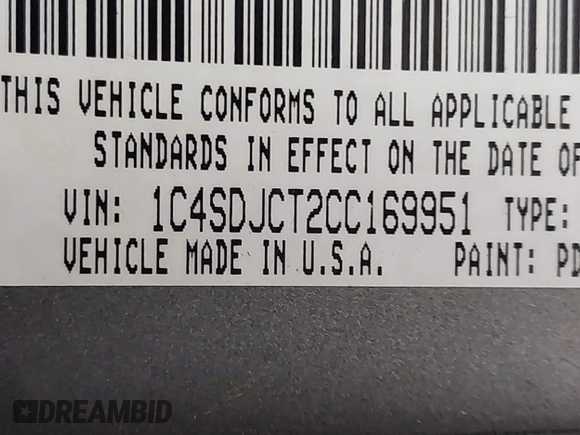 THIS VEHICLE CONFORMS TO ALL APPLICABLE
STANDARDS IN EFFECT ON THE DATE OF
VIN: 1C4SDJCT2CC169951 TYPE:
VEHICLE MADE IN U.S.A. PAINT: PD
DREAMBID